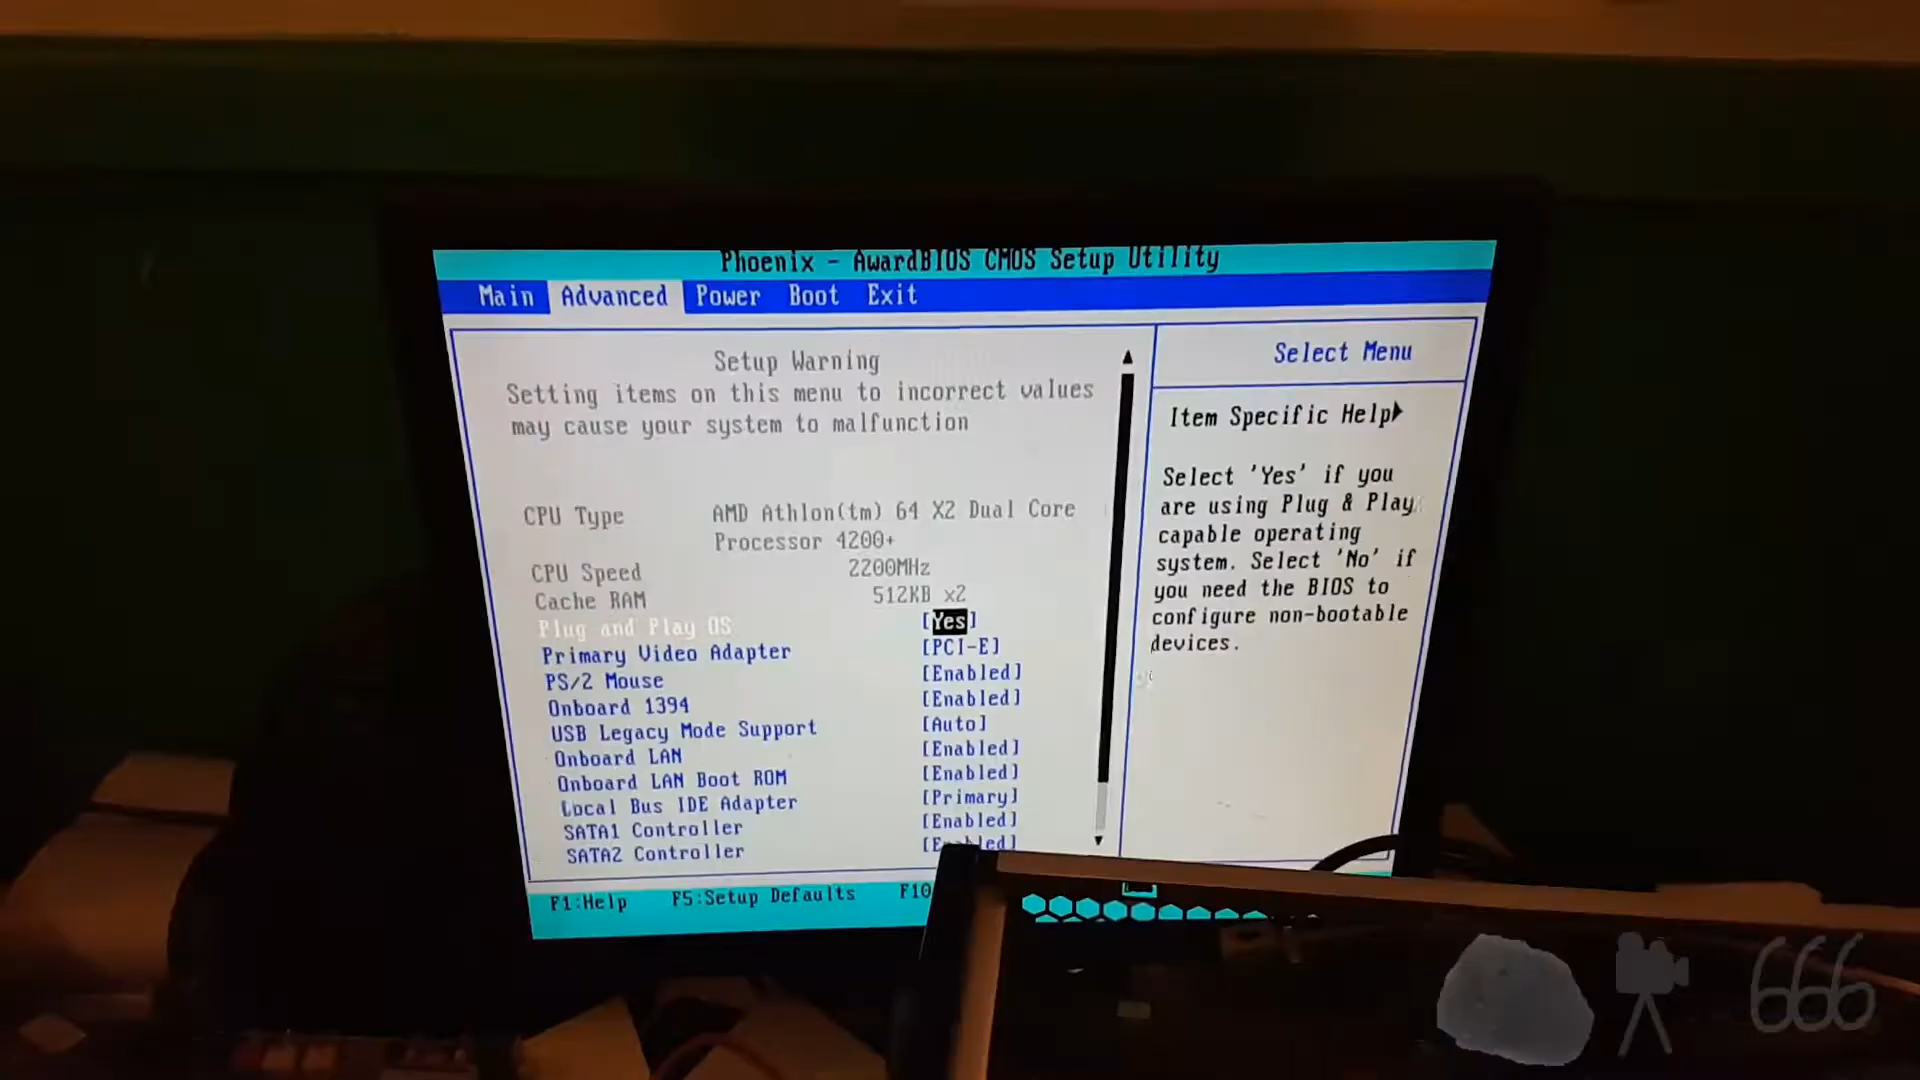 Phoenix - AwardBIOS CMOS Setup Utility
Main Advanced Power Boot Exit
Setup Warning
Setting items on this menu to incorrect values
may cause your system to malfunction
CPU Type AMD Athlon(tm) 64 X2 Dual Core
Processor 4200+
CPU Speed 2200MHz
Cache RAM 512KB x2
Plug and Play OS [Yes]
Primary Video Adapter [PCI-E]
PS/2 Mouse [Enabled]
Onboard 1394 [Enabled]
USB Legacy Mode Support [Auto]
Onboard LAN [Enabled]
Onboard LAN Boot ROM [Enabled]
Local Bus IDE Adapter [Primary]
SATA1 Controller [Enabled]
SATA2 Controller [Enabled]
Select Menu
Item Specific Help
Select 'Yes' if you
are using Plug & Play
capable operating
system. Select 'No' if
you need the BIOS to
configure non-bootable
devices.
F1:Help F5:Setup Defaults F10
666